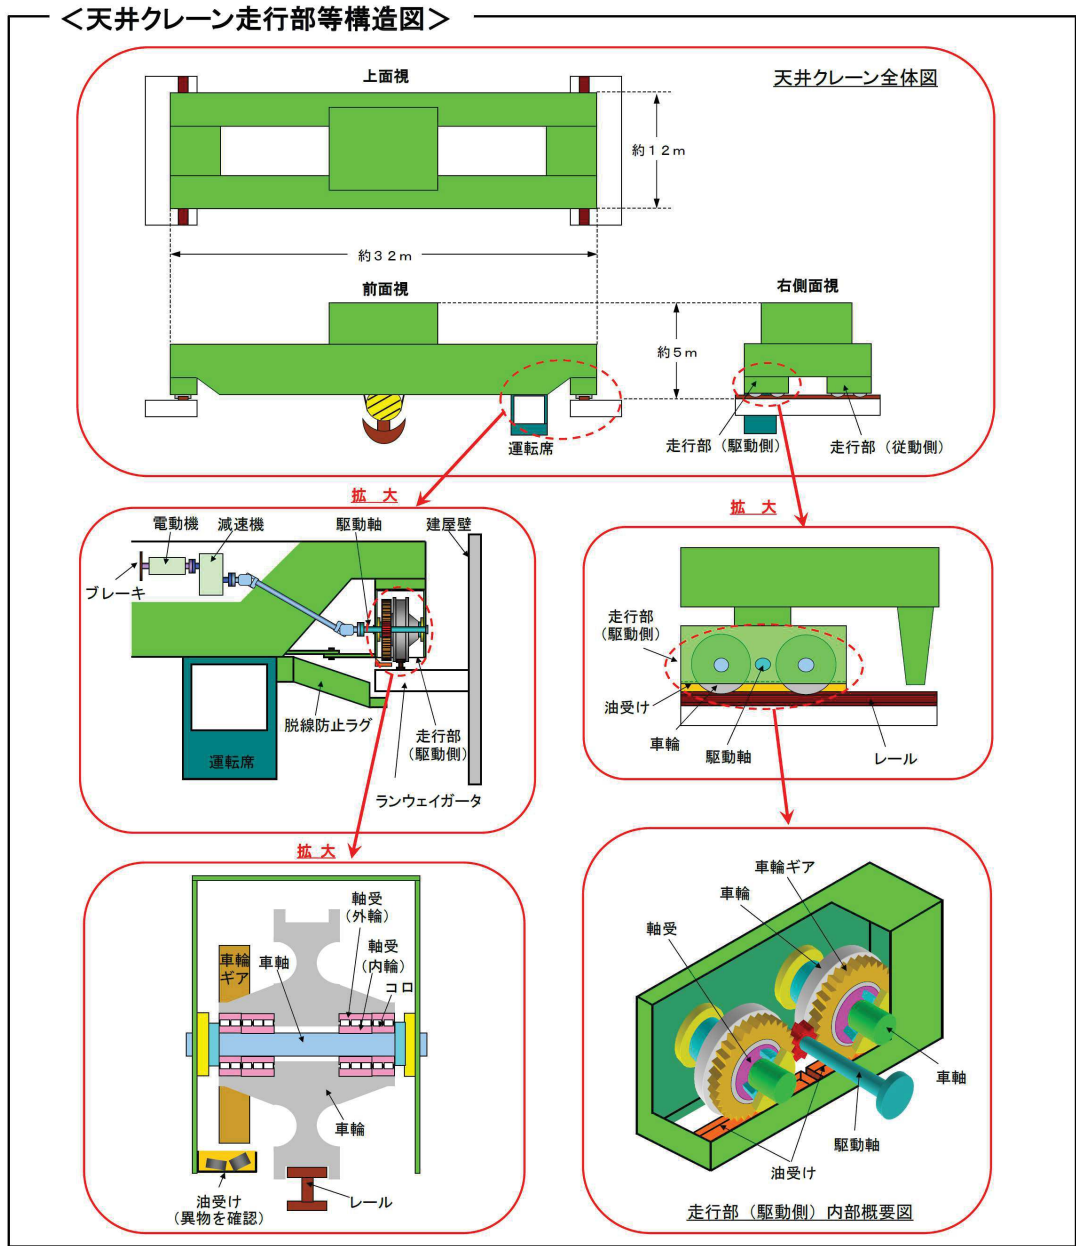 ＜天井クレーン走行部等構造図＞
上面視
天井クレーン全体図
約１２ｍ
約３２ｍ
前面視
右側面視
約５ｍ
運転席
走行部（駆動側）
走行部（従動側）
拡 大
拡 大
電動機
減速機
駆動軸
建屋壁
ブレーキ
脱線防止ラグ
走行部
（駆動側）
運転席
ランウェイガータ
走行部
（駆動側）
油受け
車輪
駆動軸
レール
拡 大
軸受
（外輪）
軸受
（内輪）
コロ
車輪
ギア
車軸
車輪
油受け
（異物を確認）
レール
車輪ギア
車輪
軸受
車軸
駆動軸
油受け
走行部（駆動側）内部概要図